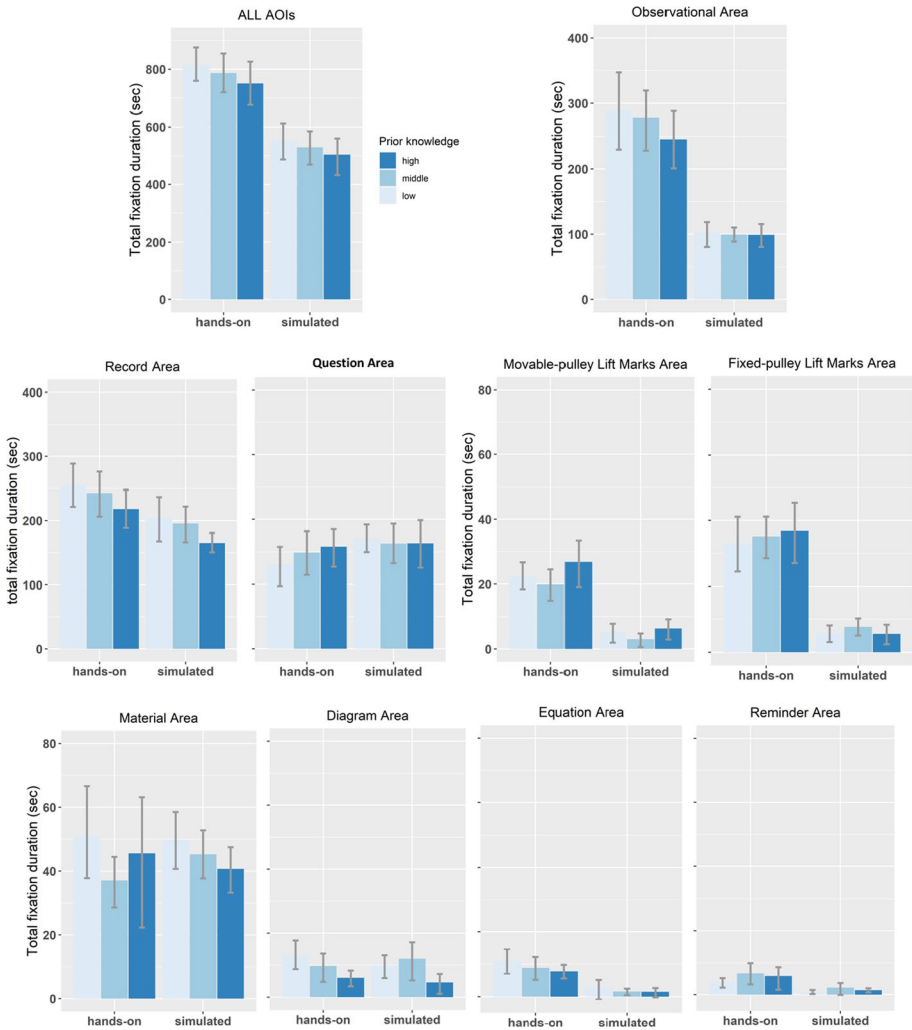 ALL AOIs
Observational Area
Total fixation duration (sec)
800
600
400
200
0
hands-on simulated
Prior knowledge
high
middle
low
Total fixation duration (sec)
400
300
200
100
0
hands-on simulated
Record Area
Question Area
Movable-pulley Lift Marks Area
Fixed-pulley Lift Marks Area
total fixation duration (sec)
400
300
200
100
0
hands-on simulated
hands-on simulated
Total fixation duration (sec)
80
60
40
20
0
hands-on simulated
hands-on simulated
Material Area
Diagram Area
Equation Area
Reminder Area
Total fixation duration (sec)
80
60
40
20
0
hands-on simulated
hands-on simulated
hands-on simulated
hands-on simulated